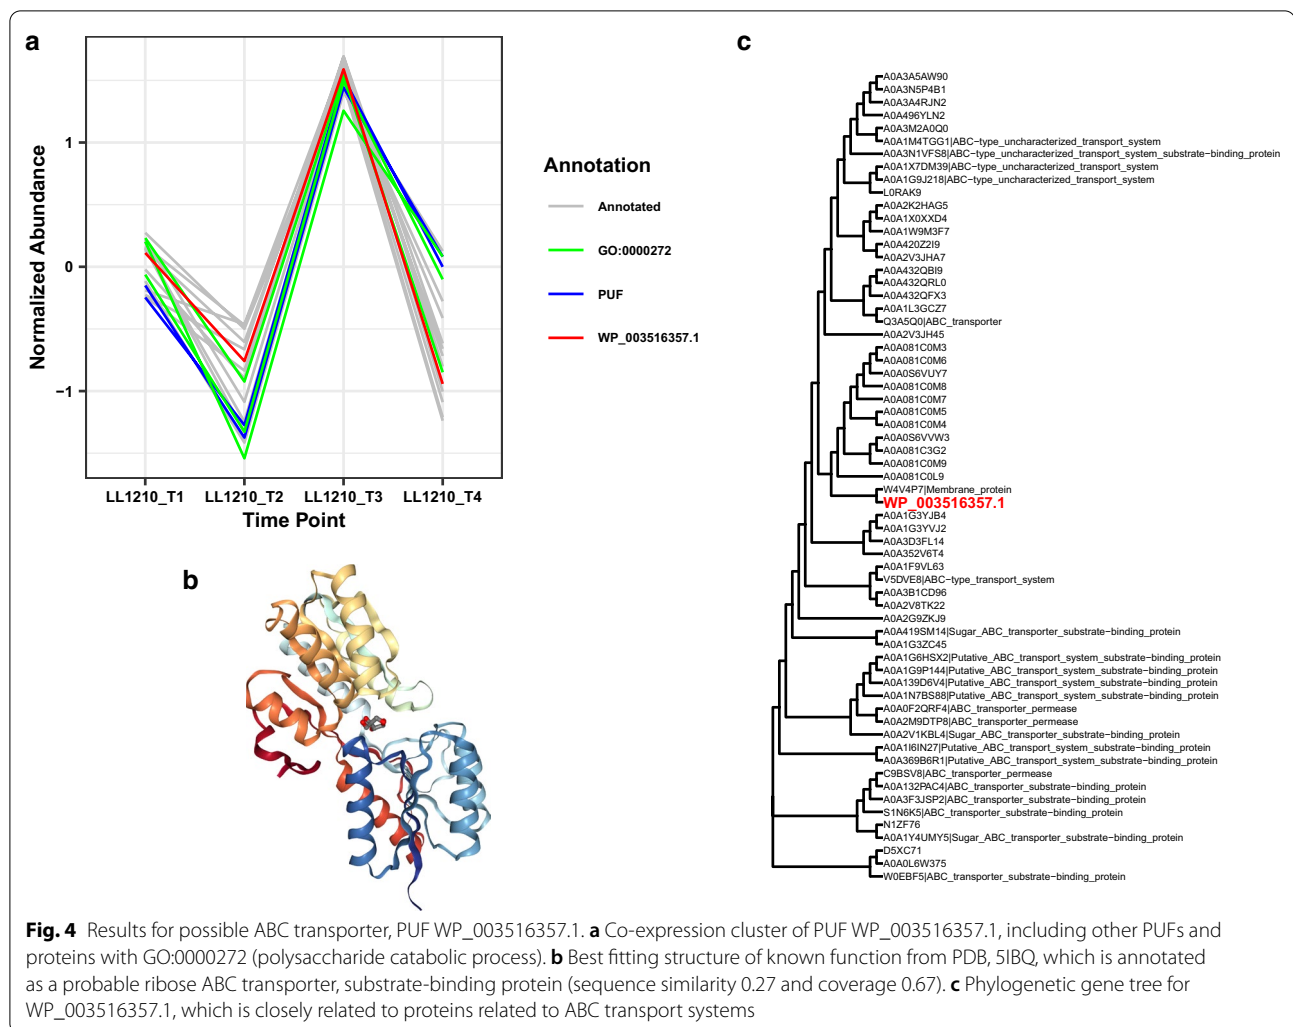 a
1
0
−1
Normalized Abundance
LL1210_T1 LL1210_T2 LL1210_T3 LL1210_T4
Time Point
Annotation
Annotated
GO:0000272
PUF
WP_003516357.1
b
c
A0A3A5AW90
A0A3N5P4B1
A0A3A4RJN2
A0A496YLN2
A0A3M2A0Q0
A0A1M4TGG1|ABC−type_uncharacterized_transport_system
A0A3N1VFS8|ABC−type_uncharacterized_transport_system_substrate−binding_protein
A0A1X7DM39|ABC−type_uncharacterized_transport_system
A0A1G9J218|ABC−type_uncharacterized_transport_system
L0RAK9
A0A2K2HAG5
A0A1X0XXD4
A0A1W9M3F7
A0A420Z2I9
A0A2V3JHA7
A0A432QBI9
A0A432QRL0
A0A432QFX3
A0A1L3GCZ7
Q3A5Q0|ABC_transporter
A0A2V3JH45
A0A081C0M3
A0A081C0M6
A0A0S6VUY7
A0A081C0M8
A0A081C0M7
A0A081C0M5
A0A081C0M4
A0A0S6VVW3
A0A081C3G2
A0A081C0M9
A0A081C0L9
W4V4P7|Membrane_protein
WP_003516357.1
A0A1G3YJB4
A0A1G3YVJ2
A0A3D3FL14
A0A352V6T4
A0A1F9VL63
V5DVE8|ABC−type_transport_system
A0A3B1CD96
A0A2V8TK22
A0A2G9ZKJ9
A0A419SM14|Sugar_ABC_transporter_substrate−binding_protein
A0A1G3ZC45
A0A1G6HSX2|Putative_ABC_transport_system_substrate−binding_protein
A0A1G9P144|Putative_ABC_transport_system_substrate−binding_protein
A0A139D6V4|Putative_ABC_transport_system_substrate−binding_protein
A0A1N7BS88|Putative_ABC_transport_system_substrate−binding_protein
A0A0F2QRF4|ABC_transporter_permease
A0A2M9DTP8|ABC_transporter_permease
A0A2V1KBL4|Sugar_ABC_transporter_substrate−binding_protein
A0A1I6IN27|Putative_ABC_transport_system_substrate−binding_protein
A0A369B6R1|Putative_ABC_transport_system_substrate−binding_protein
C9BSV8|ABC_transporter_permease
A0A132PAC4|ABC_transporter_substrate−binding_protein
A0A3F3JSP2|ABC_transporter_substrate−binding_protein
S1N6K5|ABC_transporter_substrate−binding_protein
N1ZF76
A0A1Y4UMY5|Sugar_ABC_transporter_substrate−binding_protein
D5XC71
A0A0L6W375
W0EBF5|ABC_transporter_substrate−binding_protein
Fig. 4 Results for possible ABC transporter, PUF WP_003516357.1. a Co-expression cluster of PUF WP_003516357.1, including other PUFs and
proteins with GO:0000272 (polysaccharide catabolic process). b Best fitting structure of known function from PDB, 5IBQ, which is annotated
as a probable ribose ABC transporter, substrate-binding protein (sequence similarity 0.27 and coverage 0.67). c Phylogenetic gene tree for
WP_003516357.1, which is closely related to proteins related to ABC transport systems